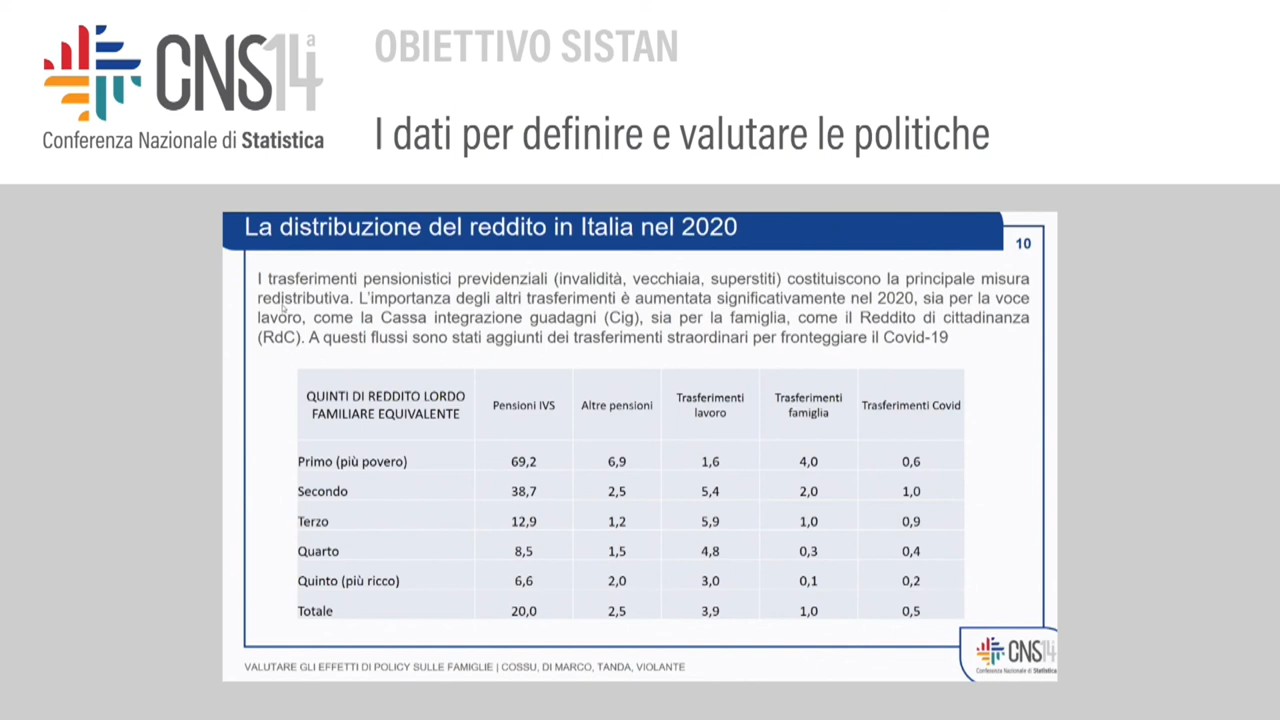 CNS14a
Conferenza Nazionale di Statistica
OBIETTIVO SISTAN
I dati per definire e valutare le politiche
La distribuzione del reddito in Italia nel 2020
10
I trasferimenti pensionistici previdenziali (invalidità, vecchiaia, superstiti) costituiscono la principale misura
redistributiva. L'importanza degli altri trasferimenti è aumentata significativamente nel 2020, sia per la voce
lavoro, come la Cassa integrazione guadagni (Cig), sia per la famiglia, come il Reddito di cittadinanza
(RdC). A questi flussi sono stati aggiunti dei trasferimenti straordinari per fronteggiare il Covid-19
QUINTI DI REDDITO LORDO
FAMILIARE EQUIVALENTE
Pensioni IVS
Altre pensioni
Trasferimenti
lavoro
Trasferimenti
famiglia
Trasferimenti Covid
Primo (più povero) 69,2 6,9 1,6 4,0 0,6
Secondo 38,7 2,5 5,4 2,0 1,0
Terzo 12,9 1,2 5,9 1,0 0,9
Quarto 8,5 1,5 4,8 0,3 0,4
Quinto (più ricco) 6,6 2,0 3,0 0,1 0,2
Totale 20,0 2,5 3,9 1,0 0,5
VALUTARE GLI EFFETTI DI POLICY SULLE FAMIGLIE | COSSU, DI MARCO, TANDA, VIOLANTE
CNS14
Conferenza Nazionale di Statistica